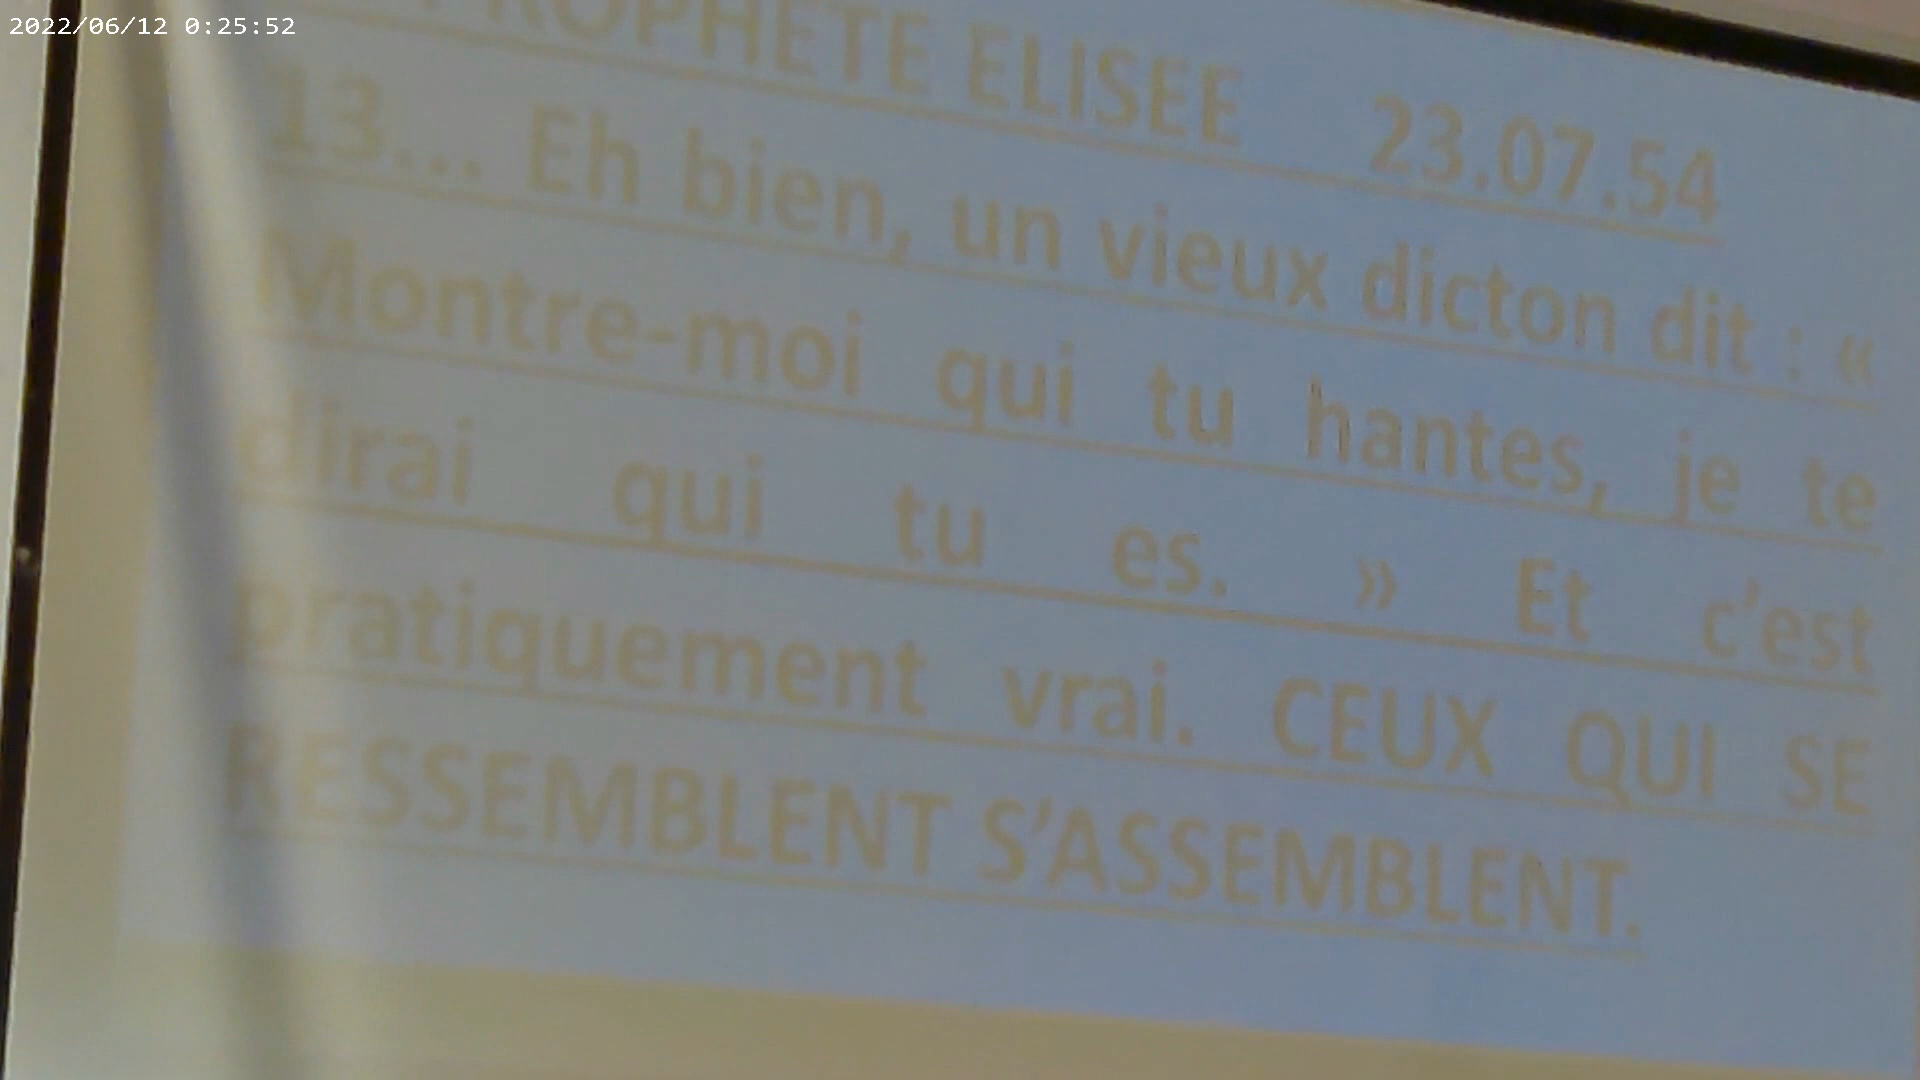 2022/06/12 0:25:52
PROPHETE ELISEE 23.07.54
13... Eh bien, un vieux dicton dit : «
Montre-moi qui tu hantes, je te
dirai qui tu es. » Et c'est
pratiquement vrai. CEUX QUI SE
RESSEMBLENT S'ASSEMBLENT.